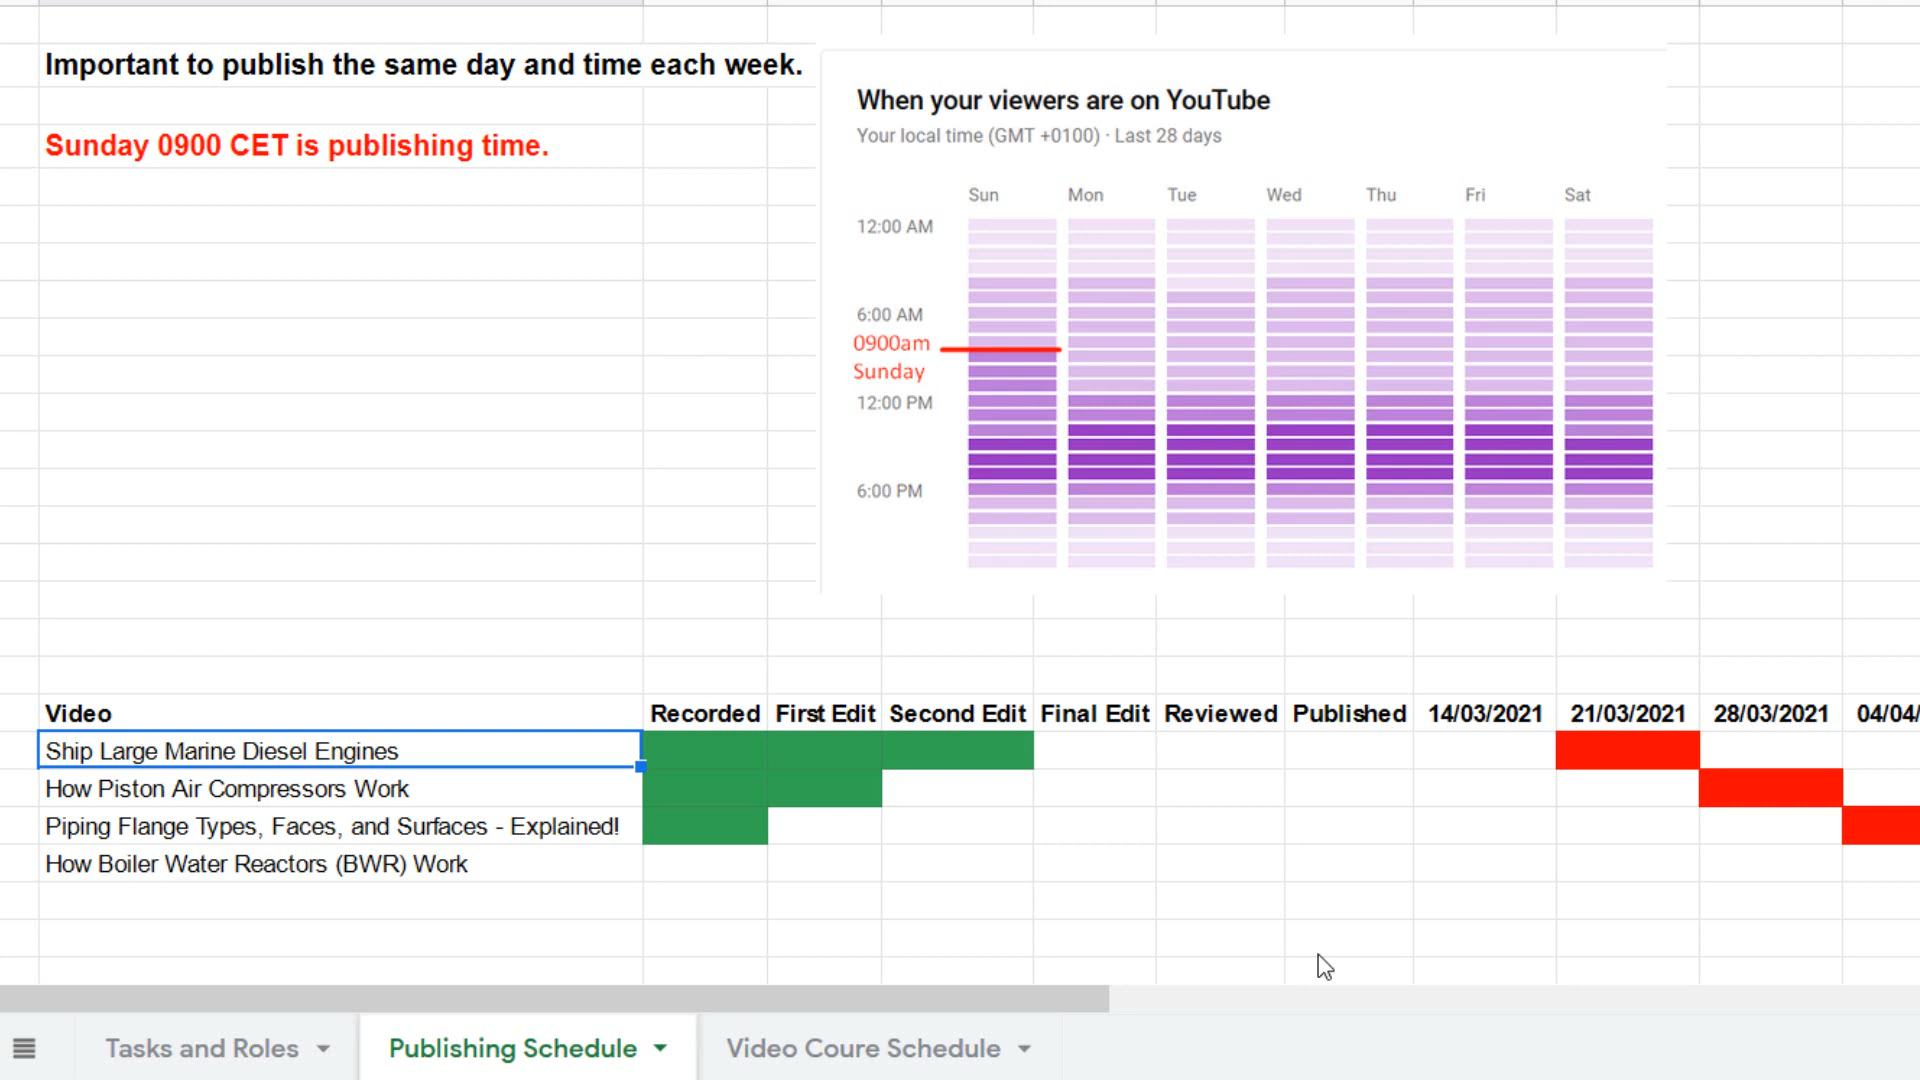 Important to publish the same day and time each week.
Sunday 0900 CET is publishing time.
When your viewers are on YouTube
Your local time (GMT +0100) · Last 28 days
Sun Mon Tue Wed Thu Fri Sat
12:00 AM
6:00 AM
0900am
Sunday
12:00 PM
6:00 PM
Video Recorded First Edit Second Edit Final Edit Reviewed Published 14/03/2021 21/03/2021 28/03/2021 04/04/
Ship Large Marine Diesel Engines
How Piston Air Compressors Work
Piping Flange Types, Faces, and Surfaces - Explained!
How Boiler Water Reactors (BWR) Work
Tasks and Roles Publishing Schedule Video Coure Schedule